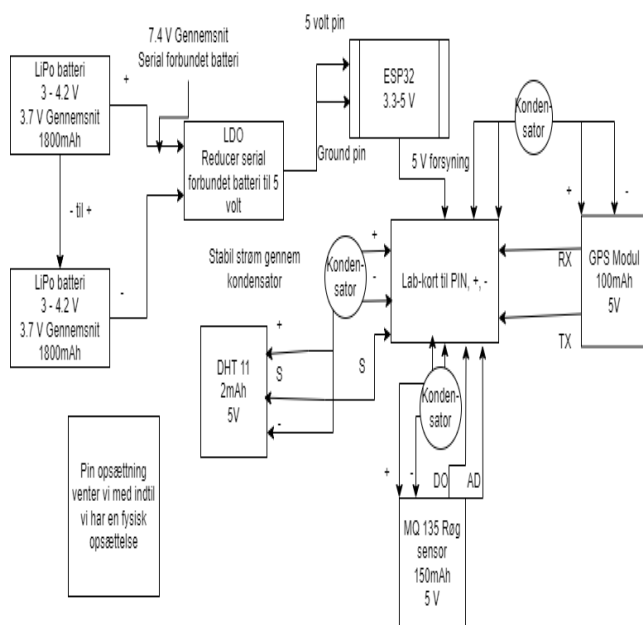 7.4 V Gennemsnit
Serial forbundet batteri
5 volt pin
LiPo batteri
3 - 4.2 V
3.7 V Gennemsnit
1800mAh
+
LDO
Reducer serial
forbundet batteri til 5
volt
ESP32
3.3-5 V
Ground pin
5 V forsyning
Konden-
sator
+
-
- til +
LiPo batteri
3 - 4.2 V
3.7 V Gennemsnit
1800mAh
-
Stabil strøm gennem
kondensator
Konden-
sator
+
-
Lab-kort til PIN, +, -
RX
TX
GPS Modul
100mAh
5V
DHT 11
2mAh
5V
+
S
-
S
Konden-
sator
+
-
DO
AD
MQ 135 Røg
sensor
150mAh
5 V
Pin opsættning
venter vi med indtil
vi har en fysisk
opsættelse